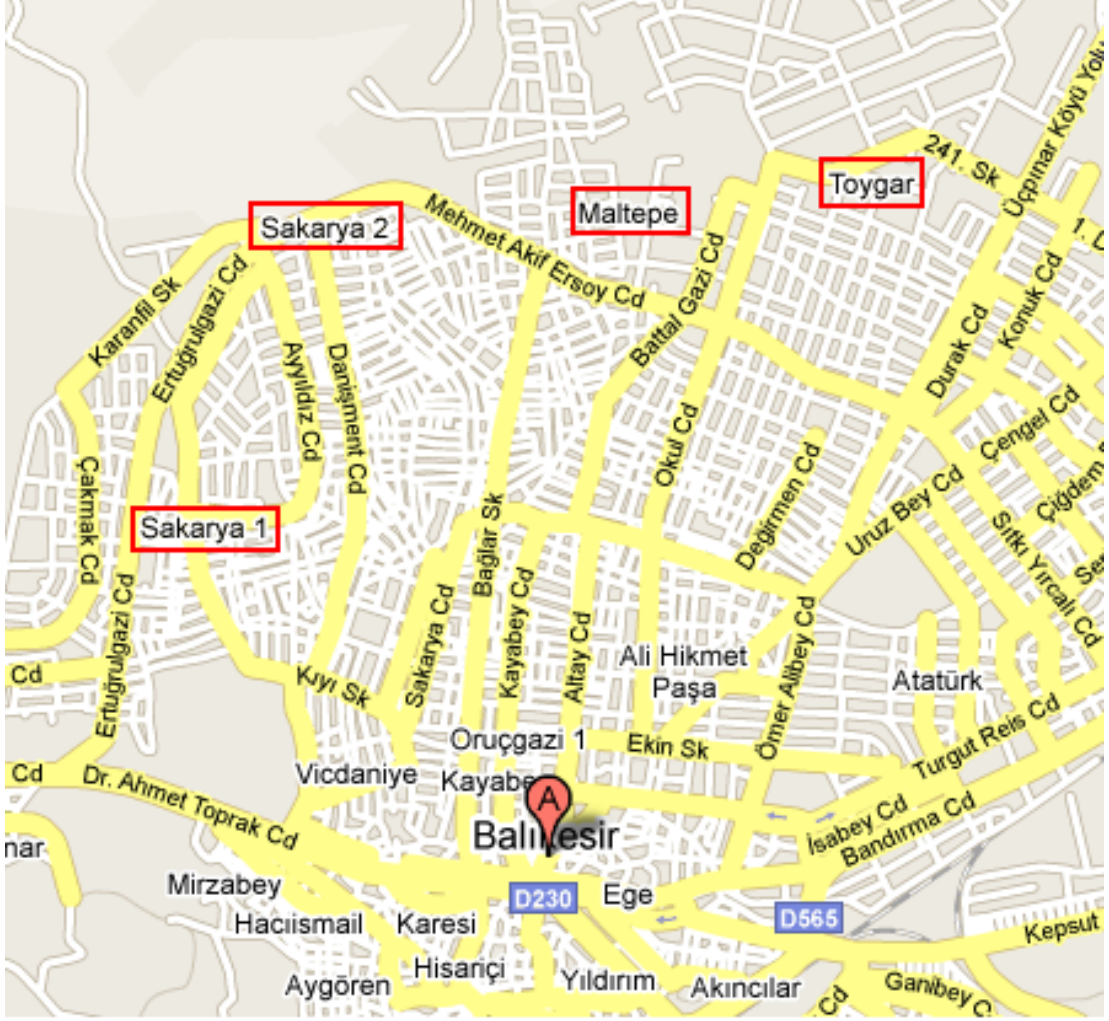 Üçpınar Köyü Yolu
241. Sk
Toygar
Maltepe
Sakarya 2
Mehmet Akif Ersoy Cd
1. D
Karanfil Sk
Ertuğrulgazi Cd
Ayyıldız Cd
Danişment Cd
Battal Gazi Cd
Konuk Cd
Durak Cd
Okul Cd
Çengel Cd
Çakmak Cd
Sakarya 1
Bağlar Sk
Değirmen Cd
Uruz Bey Cd
Çiğdem
Sıtkı Yırcalı Cd
Se
Ertuğrulgazi Cd
Sakarya Cd
Kayabey Cd
Altay Cd
Ali Hikmet
Paşa
Ömer Alibey Cd
Atatürk
Cd
Kıyı Sk
Turgut Reis Cd
Oruçgazi 1
Ekin Sk
Cd
Dr. Ahmet Toprak Cd
Vicdaniye
Kayabe
A
Balıkesir
İsabey Cd
Bandırma Cd
nar
Mirzabey
D230
Ege
D565
Hacıismail
Karesi
Kepsut
Hisariçi
Aygören
Yıldırım
Akıncılar
Cd
Ganibey C